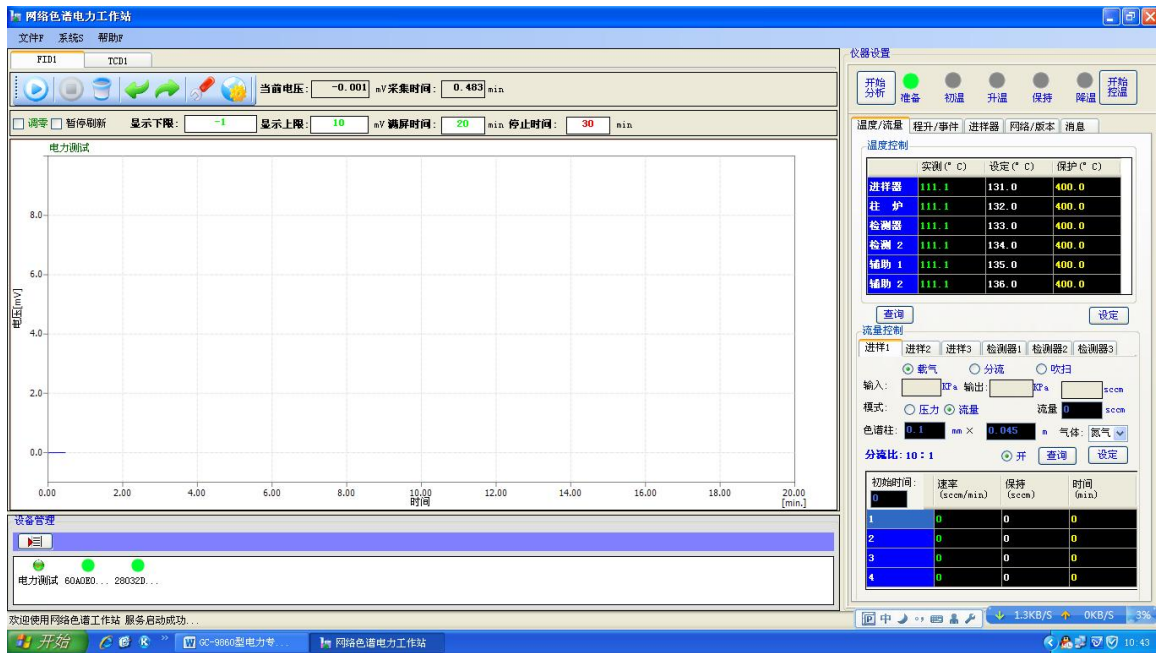 网络色谱电力工作站
文件F 系统S 帮助F
FID1 TCD1
当前电压: -0.001 mV 采集时间: 0.483 min
调零 暂停刷新 显示下限: -1 显示上限: 10 mV 满屏时间: 20 min 停止时间: 30 min
电力测试
8.0
6.0
4.0
2.0
0.0
电压[mV]
0.00 2.00 4.00 6.00 8.00 10.00 12.00 14.00 16.00 18.00 20.00
时间 [min.]
设备管理
电力测试 60A0E0... 28032D...
欢迎使用网络色谱工作站 服务启动成功...
仪器设置
开始分析 准备 初温 升温 保持 降温 开始控温
温度/流量 程升/事件 进样器 网络/版本 消息
温度控制
实测(° C) 设定(° C) 保护(° C)
进样器 111.1 131.0 400.0
柱 炉 111.1 132.0 400.0
检测器 111.1 133.0 400.0
检测 2 111.1 134.0 400.0
辅助 1 111.1 135.0 400.0
辅助 2 111.1 136.0 400.0
查询 设定
流量控制
进样1 进样2 进样3 检测器1 检测器2 检测器3
载气 分流 吹扫
输入: KPa 输出: KPa sccm
模式: 压力 流量 流量 0 sccm
色谱柱: 0.1 mm × 0.045 m 气体: 氮气
分流比: 10:1 开 查询 设定
初始时间: 0 速率(sccm/min) 保持(sccm) 时间(min)
1 0 0 0
2 0 0 0
3 0 0 0
4 0 0 0
中 1.3KB/S 0KB/S 3%
开始 GC-9860型电力专... 网络色谱电力工作站 10:43